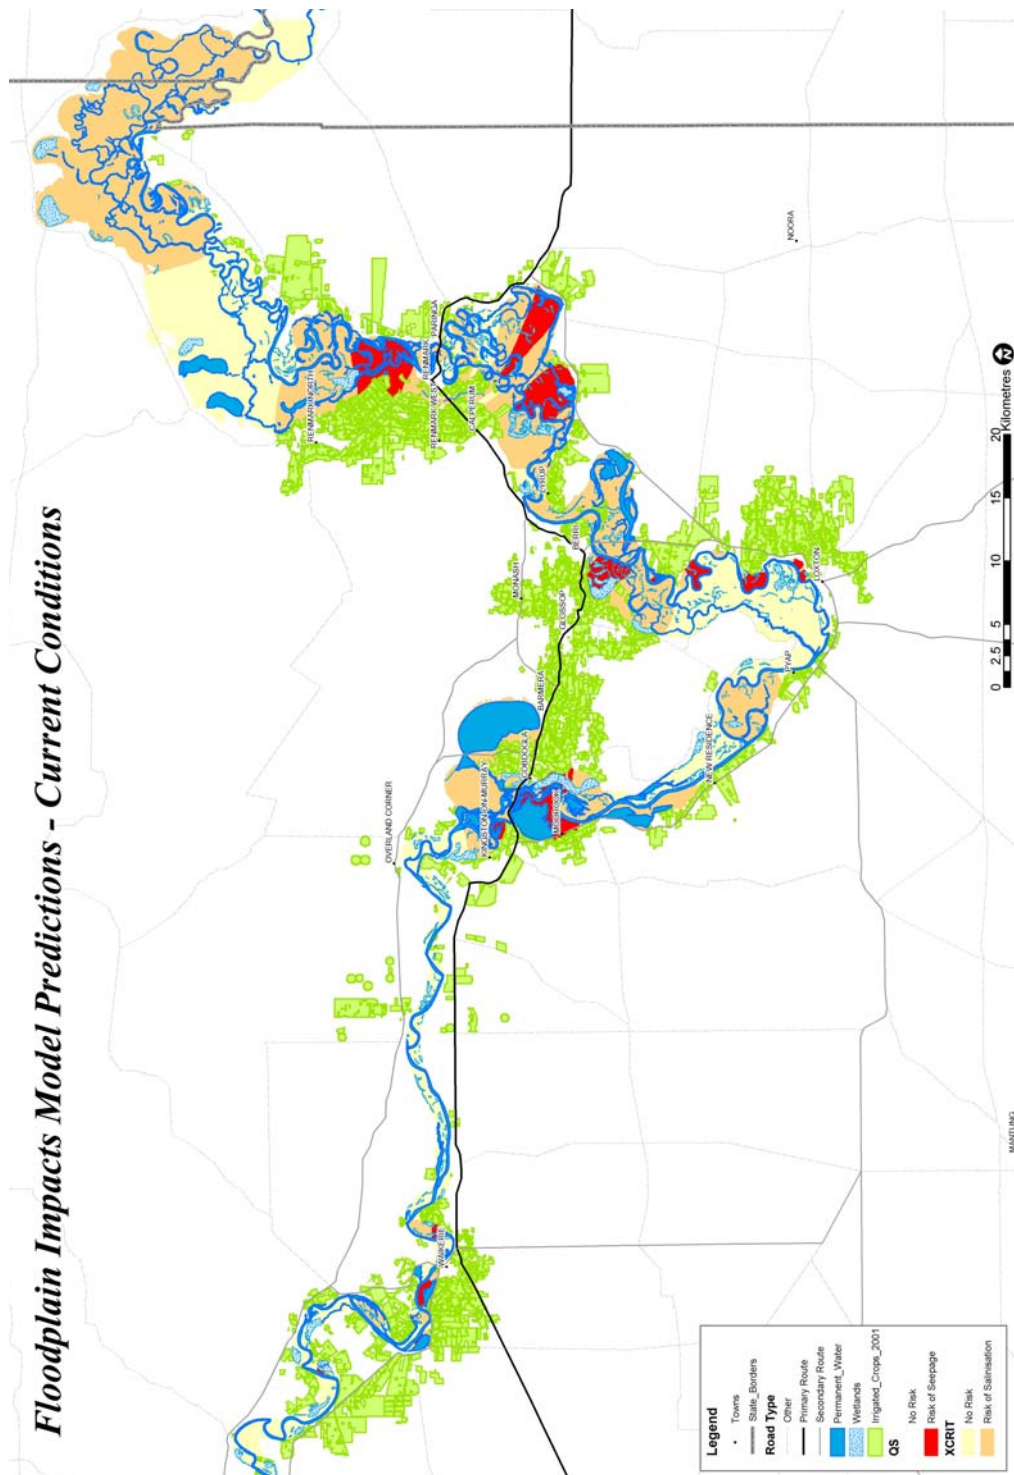 Floodplain Impacts Model Predictions - Current Conditions
NOORA
PARINGA
RENMARK
RENMARK NORTH
RENMARK WEST
CALPERUM
LYRUP
BERRI
MONASH
GLOSSOP
LOXTON
PYAP
BARMERA
COBDOGLA
NEW RESIDENCE
OVERLAND CORNER
KINGSTON-ON-MURRAY
MOOROOK
WAIKERIE
MANTUNG
0 2.5 5 10 15 20
Kilometres
N
Legend
Towns
State_Borders
Road Type
Other
Primary Route
Secondary Route
Permanent_Water
Wetlands
Irrigated_Crops_2001
QS
No Risk
Risk of Seepage
XCRIT
No Risk
Risk of Salinisation